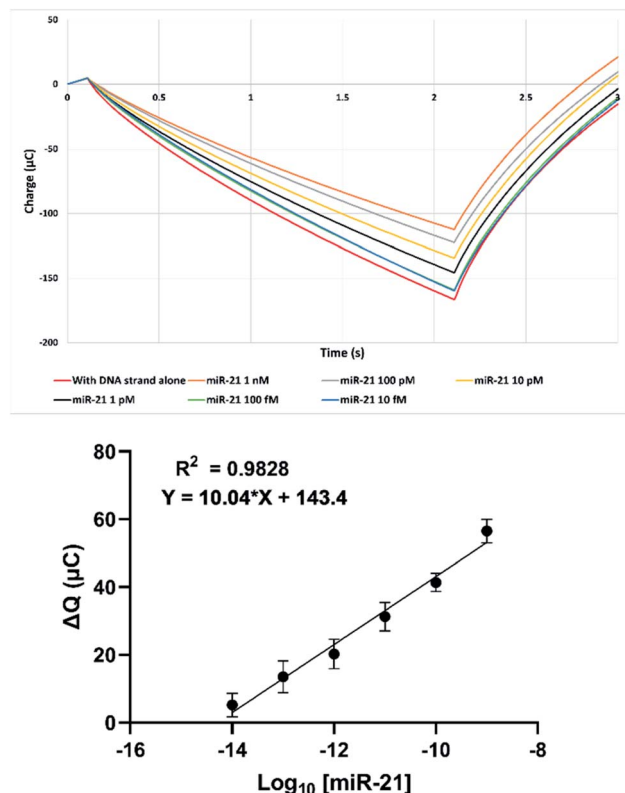 50
0
0
0.5
1
1.5
2
2.5
3
-50
-100
-150
-200
Charge (µC)
Time (s)
With DNA strand alone
miR-21 1 nM
miR-21 100 pM
miR-21 10 pM
miR-21 1 pM
miR-21 100 fM
miR-21 10 fM
80
R² = 0.9828
Y = 10.04*X + 143.4
60
40
20
0
ΔQ (µC)
-16
-14
-12
-10
-8
Log₁₀ [miR-21]